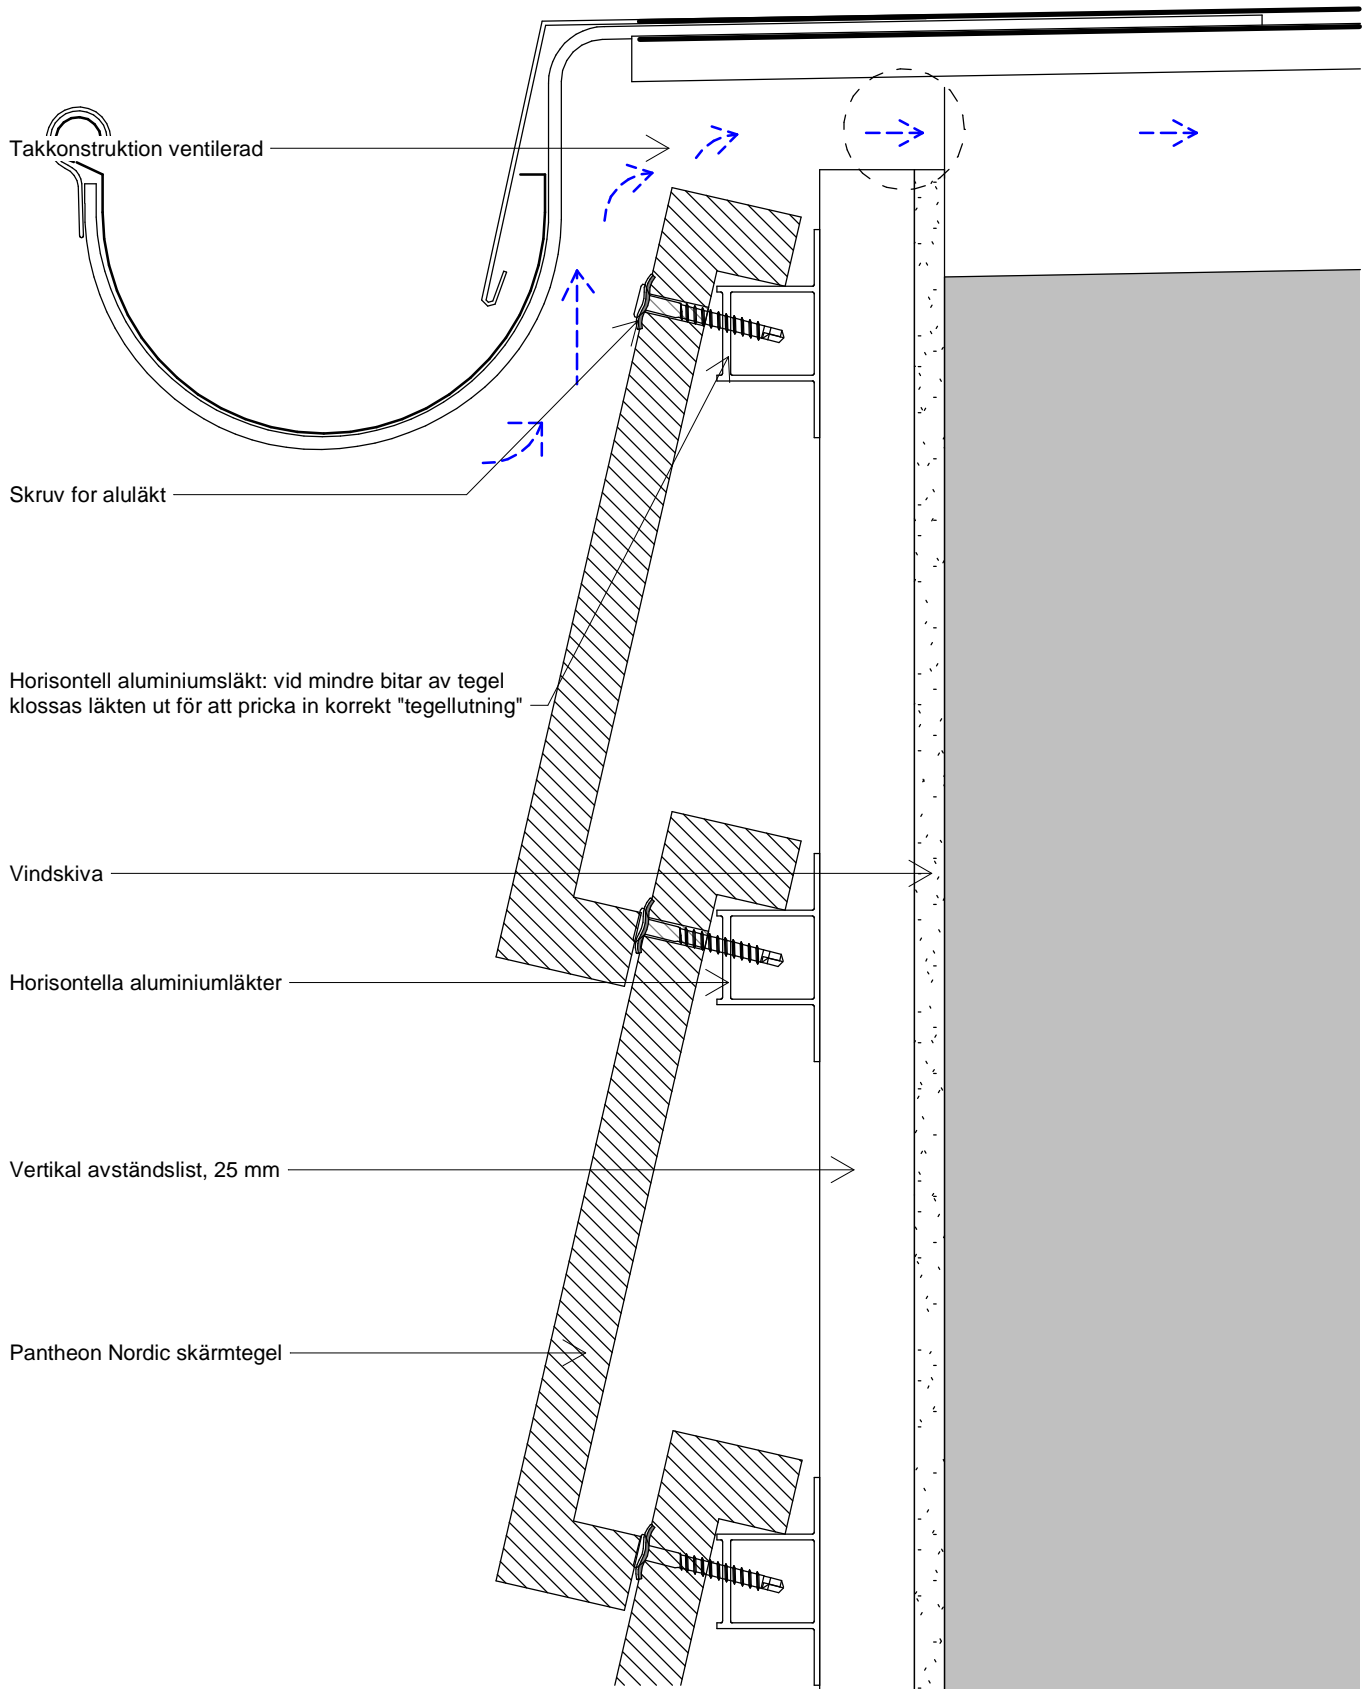 Takkonstruktion ventilerad
Skruv for aluläkt
Horisontell aluminiumsläkt: vid mindre bitar av tegel
klossas läkten ut för att pricka in korrekt "tegellutning"
Vindskiva
Horisontella aluminiumläkter
Vertikal avständslist, 25 mm
Pantheon Nordic skärmtegel